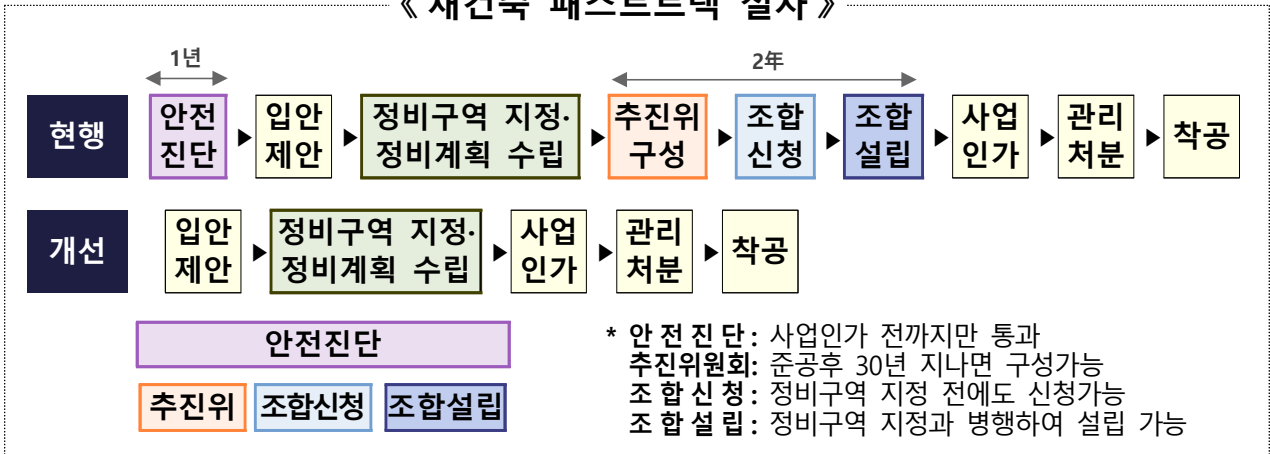 《 재건축 패스트트랙 절차 》
1년
2年
현행
안전
진단
▶
입안
제안
▶
정비구역 지정·
정비계획 수립
▶
추진위
구성
▶
조합
신청
▶
조합
설립
▶
사업
인가
▶
관리
처분
▶
착공
개선
입안
제안
▶
정비구역 지정·
정비계획 수립
▶
사업
인가
▶
관리
처분
▶
착공
안전진단
추진위
조합신청
조합설립
* 안 전 진 단 : 사업인가 전까지만 통과
추진위원회: 준공후 30년 지나면 구성가능
조 합 신 청 : 정비구역 지정 전에도 신청가능
조 합 설 립 : 정비구역 지정과 병행하여 설립 가능